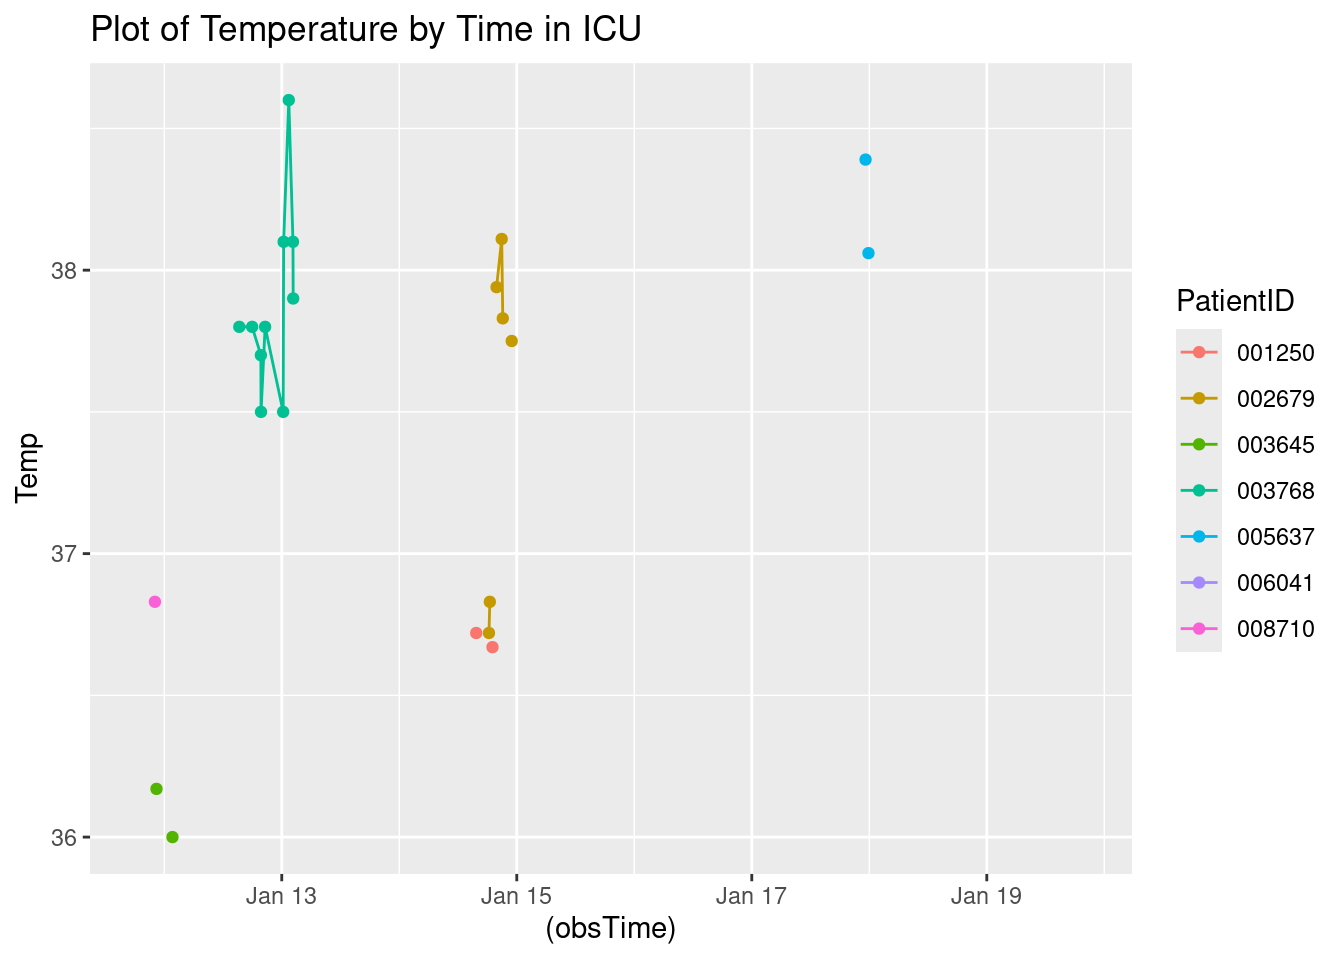 Plot of Temperature by Time in ICU
Temp
38
37
36
Jan 13
Jan 15
Jan 17
Jan 19
(obsTime)
PatientID
001250
002679
003645
003768
005637
006041
008710